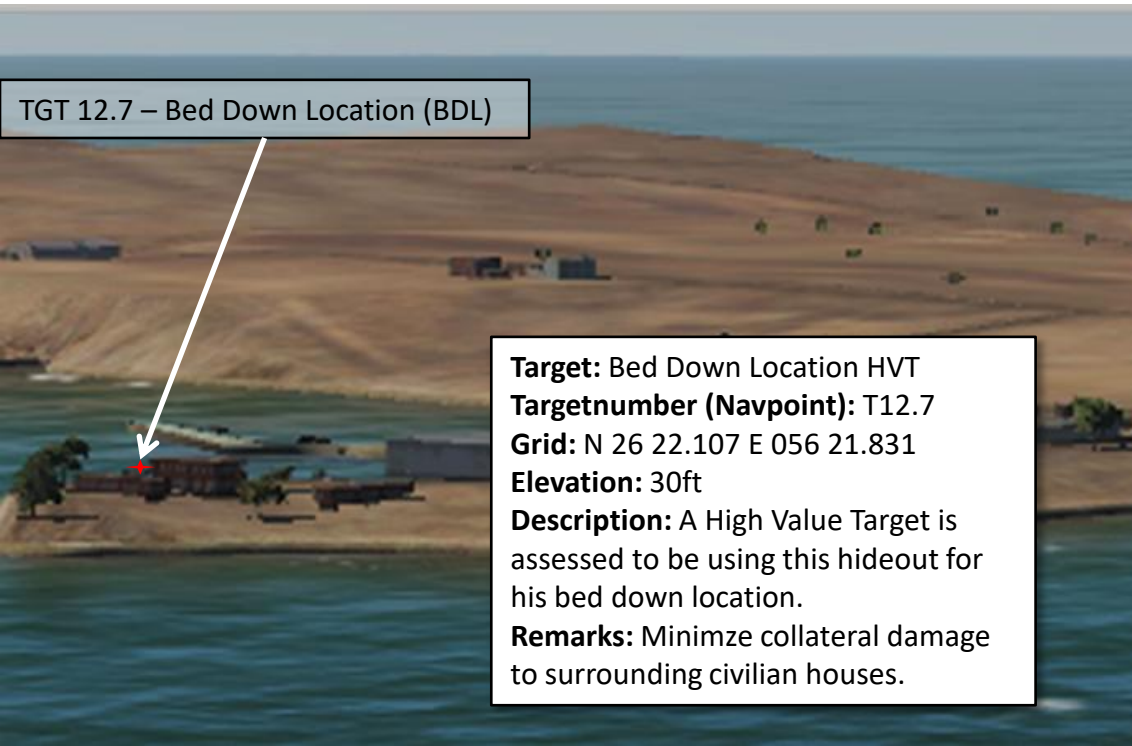 TGT 12.7 – Bed Down Location (BDL)
Target: Bed Down Location HVT
Targetnumber (Navpoint): T12.7
Grid: N 26 22.107 E 056 21.831
Elevation: 30ft
Description: A High Value Target is
assessed to be using this hideout for
his bed down location.
Remarks: Minimze collateral damage
to surrounding civilian houses.